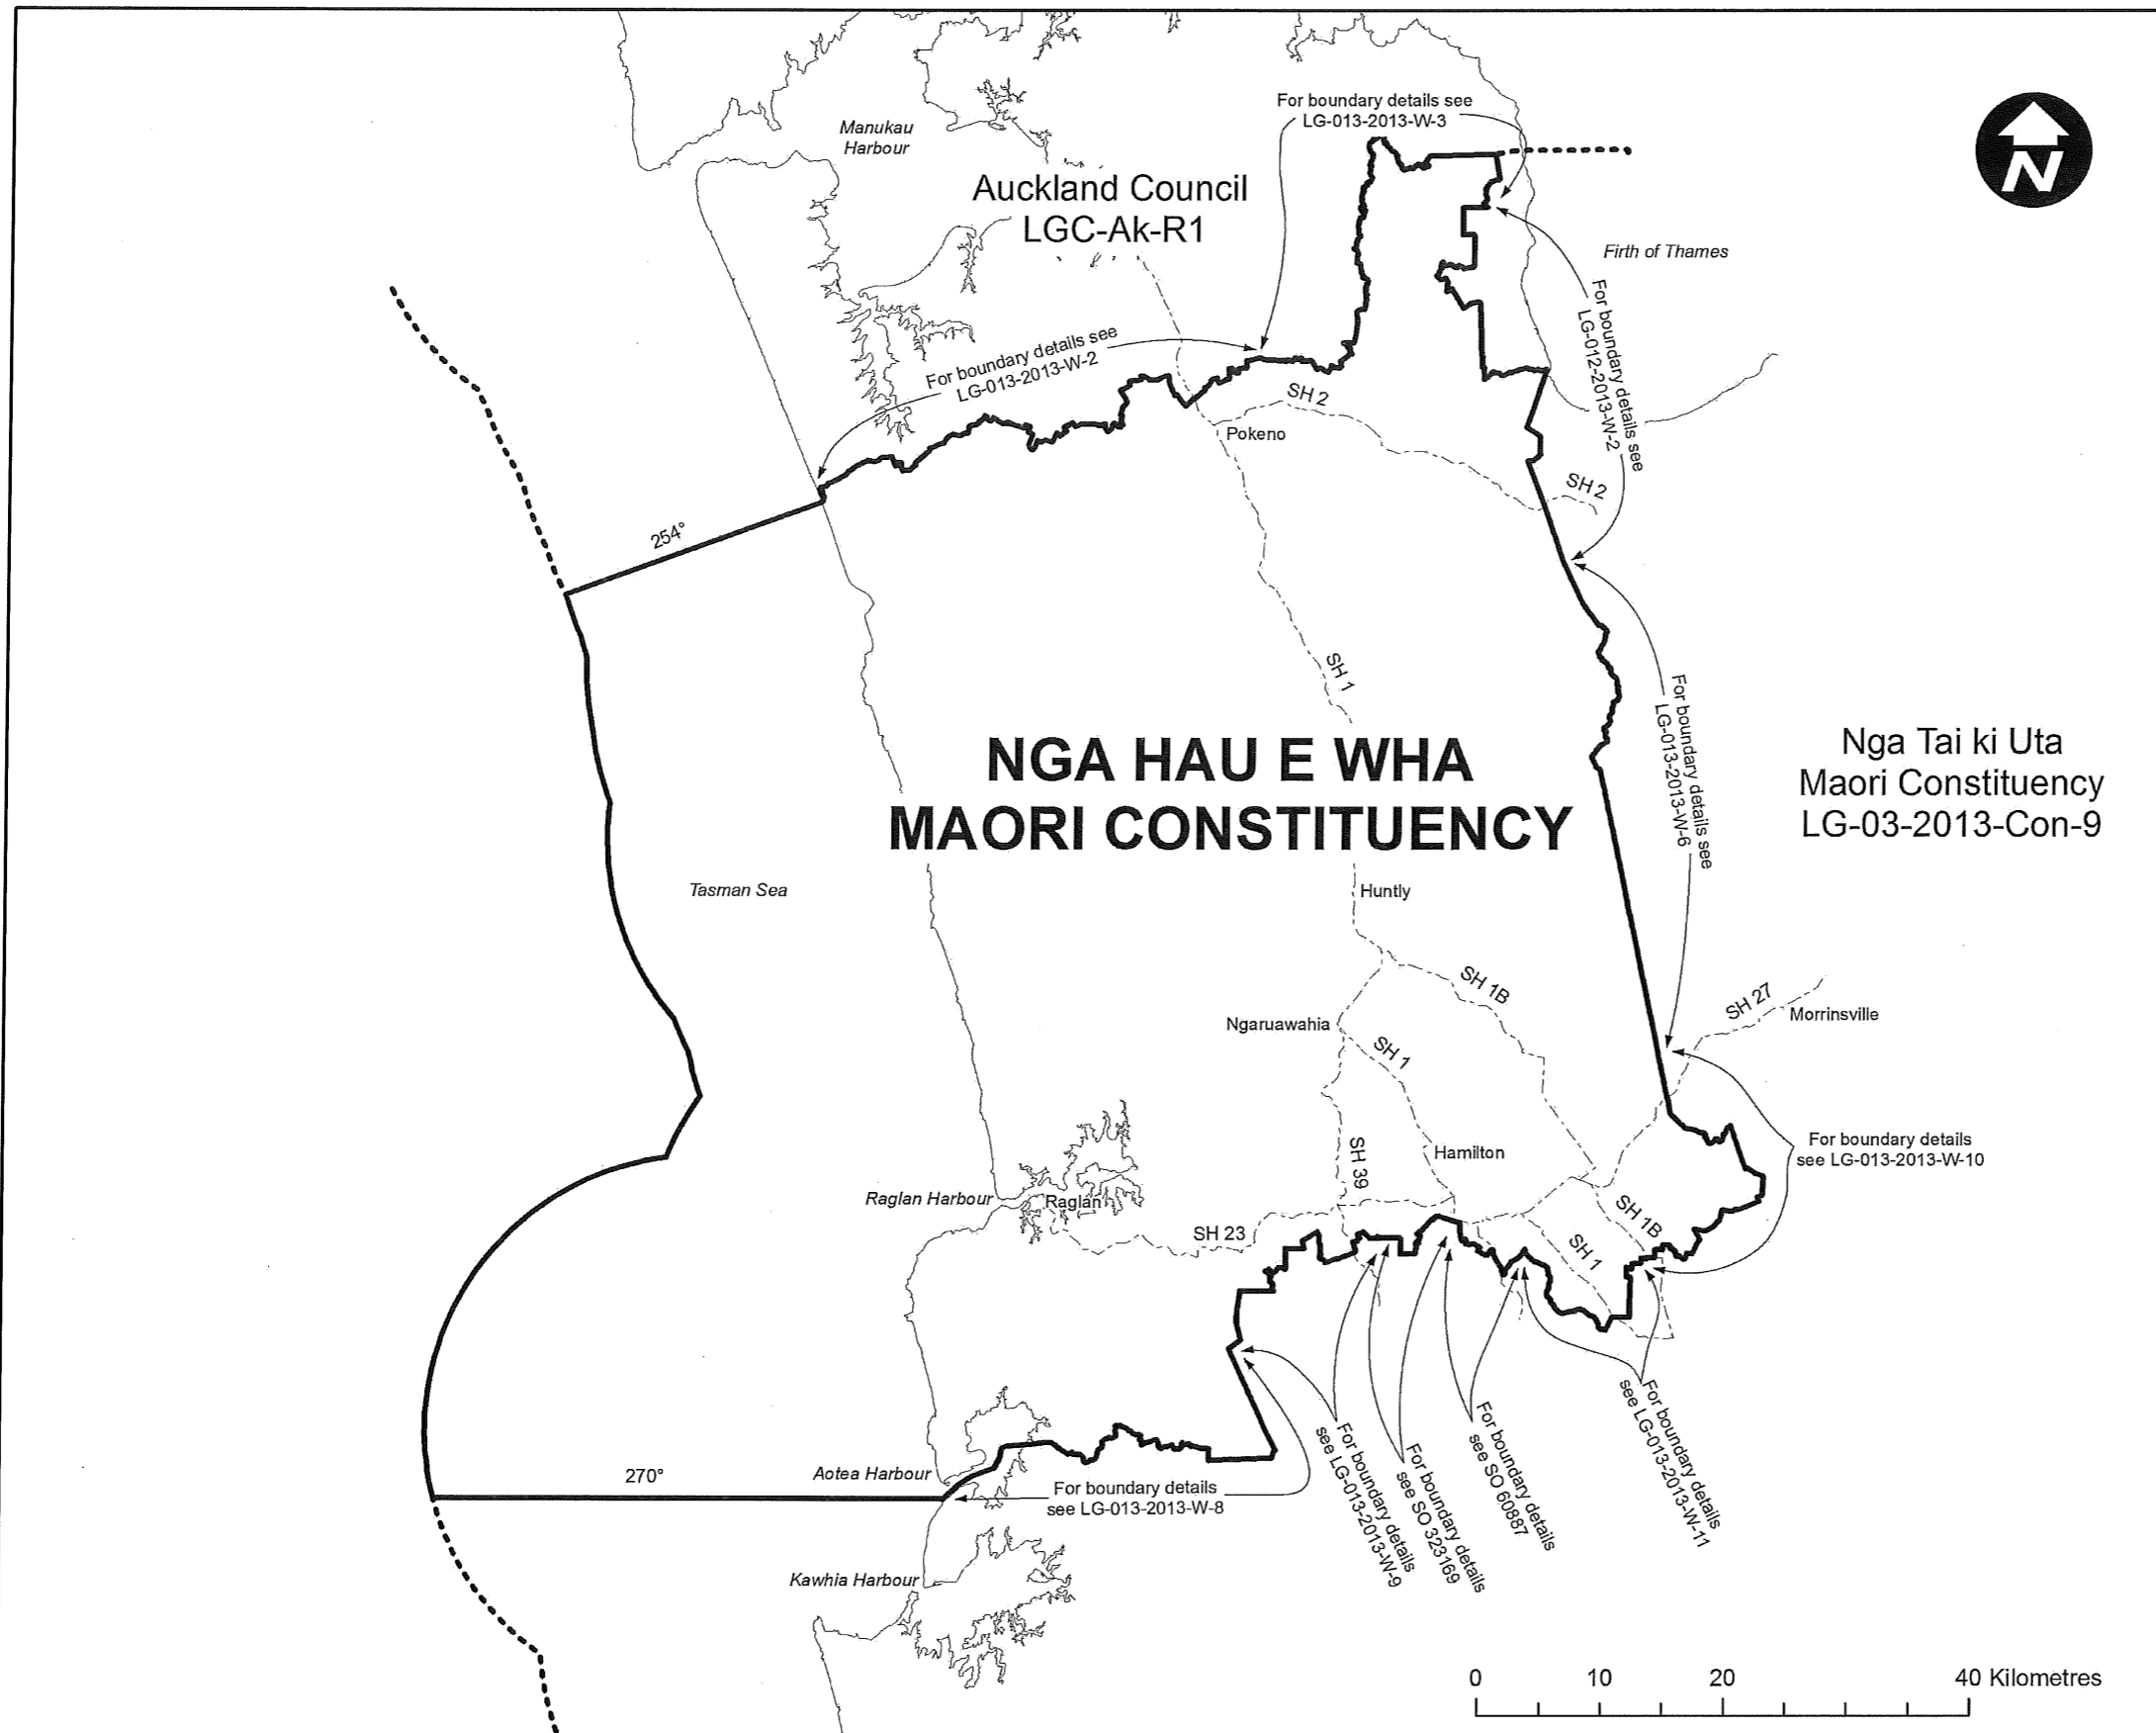 For boundary details see
LG-013-2013-W-3
Manukau
Harbour
N
Auckland Council
LGC-Ak-R1
Firth of Thames
For boundary details see
LG-012-2013-W-2
For boundary details see
LG-013-2013-W-2
SH 2
Pokeno
SH 2
254°
SH 1
For boundary details see
LG-013-2013-W-6
NGA HAU E WHA
MAORI CONSTITUENCY
Nga Tai ki Uta
Maori Constituency
LG-03-2013-Con-9
Tasman Sea
Huntly
SH 1B
SH 27
Morrinsville
Ngaruawahia
SH 1
Hamilton
SH 39
For boundary details
see LG-013-2013-W-10
Raglan Harbour
Raglan
SH 23
SH 1B
SH 1
270°
Aotea Harbour
For boundary details
see LG-013-2013-W-8
For boundary details
see LG-013-2013-W-9
For boundary details
see SO 323169
For boundary details
see SO 60887
For boundary details
see LG-013-2013-W-11
Kawhia Harbour
0 10 20 40 Kilometres